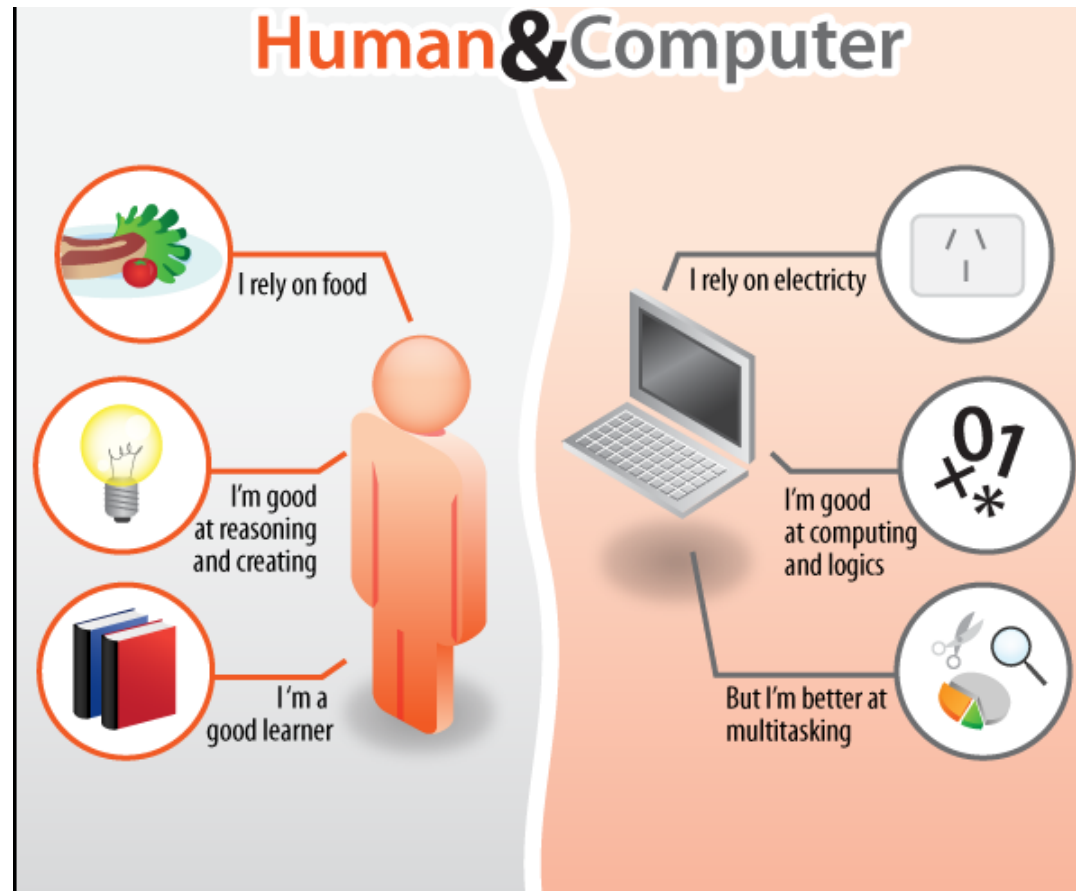 Human&Computer
I rely on food
I'm good
at reasoning
and creating
I 'm a
good learner
I rely on electricty
I'm good
at computing
and logics
01
×*
But I'm better at
multitasking